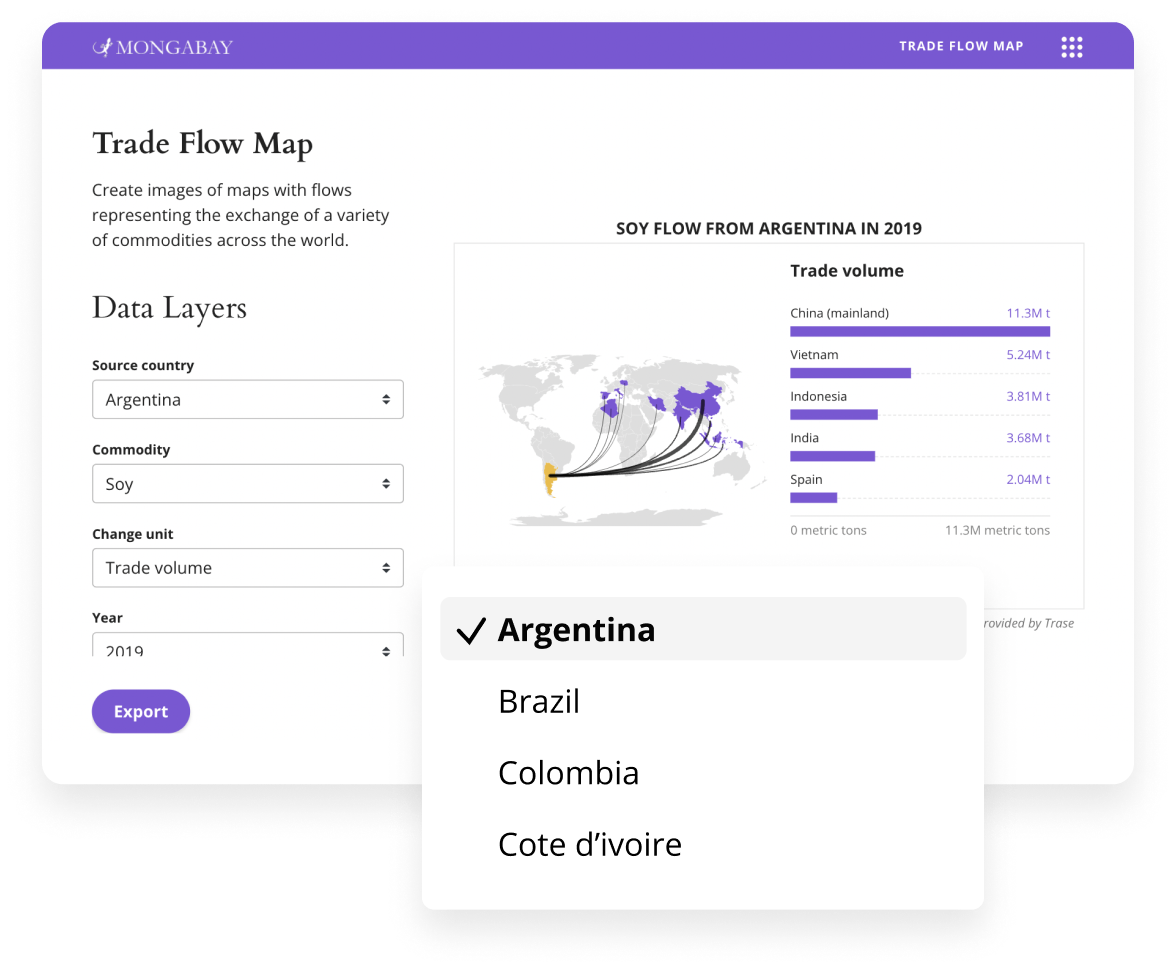 MONGABAY
TRADE FLOW MAP
Trade Flow Map
Create images of maps with flows
representing the exchange of a variety
of commodities across the world.
Data Layers
Source country
Argentina
Commodity
Soy
Change unit
Trade volume
Year
2019
Export
SOY FLOW FROM ARGENTINA IN 2019
Trade volume
China (mainland) 11.3M t
Vietnam 5.24M t
Indonesia 3.81M t
India 3.68M t
Spain 2.04M t
0 metric tons 11.3M metric tons
by Trase
Argentina
Brazil
Colombia
Cote d’ivoire